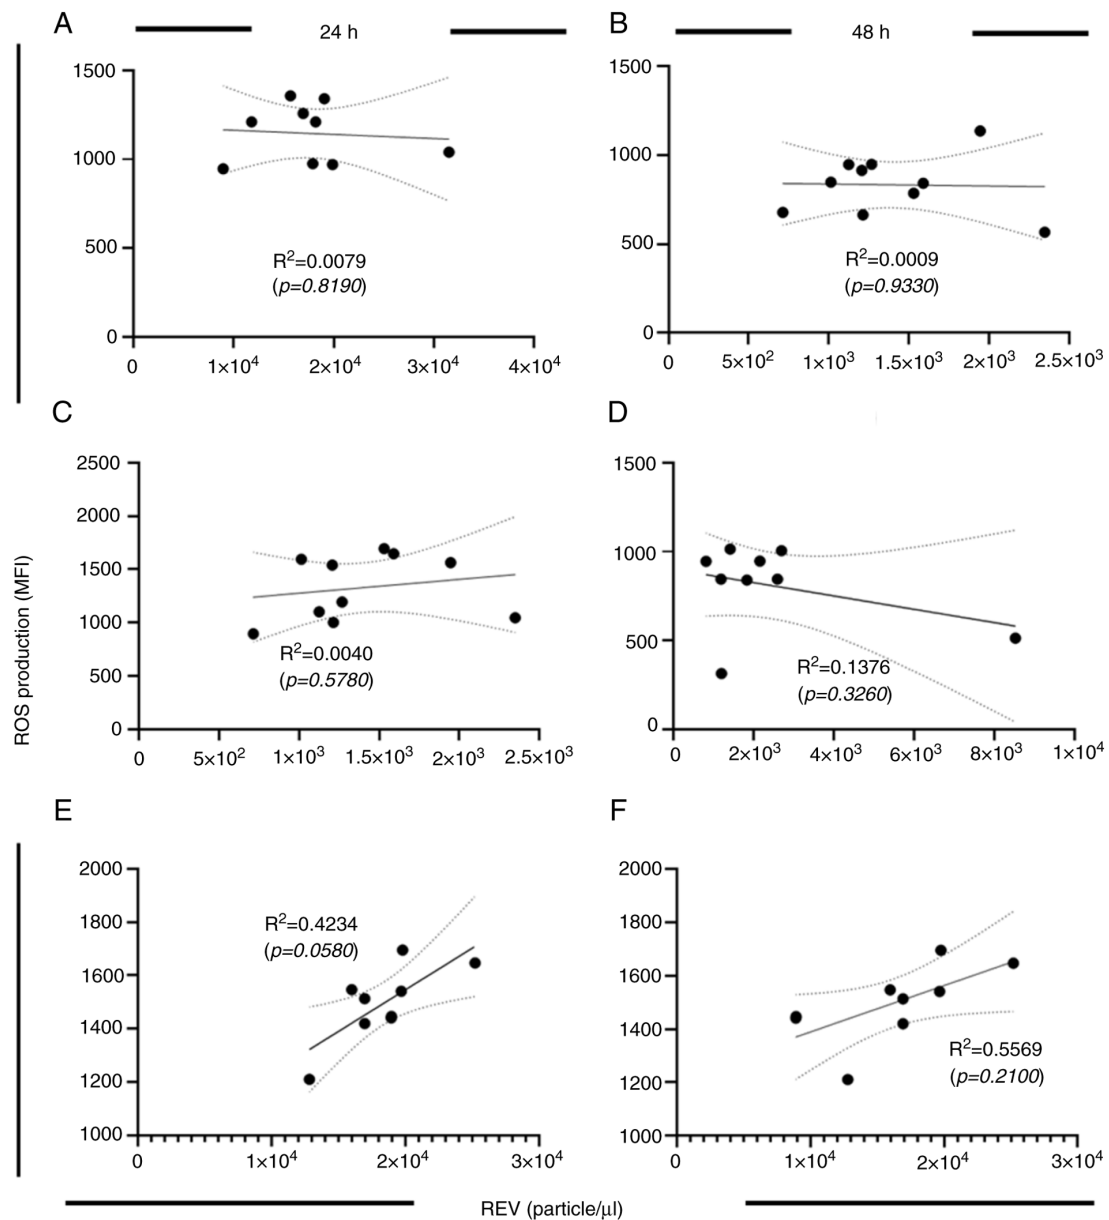 A 24 h B 48 h
1500
1000
500
0
R²=0.0079
(p=0.8190)
0 1×10⁴ 2×10⁴ 3×10⁴ 4×10⁴
1500
1000
500
0
R²=0.0009
(p=0.9330)
0 5×10² 1×10³ 1.5×10³ 2×10³ 2.5×10³
C
2500
2000
1500
1000
500
0
R²=0.0040
(p=0.5780)
0 5×10² 1×10³ 1.5×10³ 2×10³ 2.5×10³
D
1500
1000
500
0
R²=0.1376
(p=0.3260)
0 2×10³ 4×10³ 6×10³ 8×10³ 1×10⁴
ROS production (MFI)
E
2000
1800
1600
1400
1200
1000
R²=0.4234
(p=0.0580)
0 1×10⁴ 2×10⁴ 3×10⁴
F
2000
1800
1600
1400
1200
1000
R²=0.5569
(p=0.2100)
0 1×10⁴ 2×10⁴ 3×10⁴
REV (particle/μl)